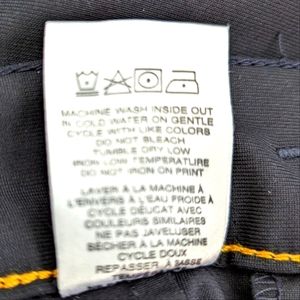 MACHINE WASH INSIDE OUT
IN COLD WATER ON GENTLE
CYCLE WITH LIKE COLORS
DO NOT BLEACH
TUMBLE DRY LOW
IRON LOW TEMPERATURE
DO NOT IRON ON PRINT
LAVER À LA MACHINE À
L'ENVERS À L'EAU FROIDE À
CYCLE DÉLICAT AVEC
COULEURS SIMILAIRES
NE PAS JAVELLISER
SÉCHER À LA MACHINE
CYCLE DOUX
REPASSER À BASSE